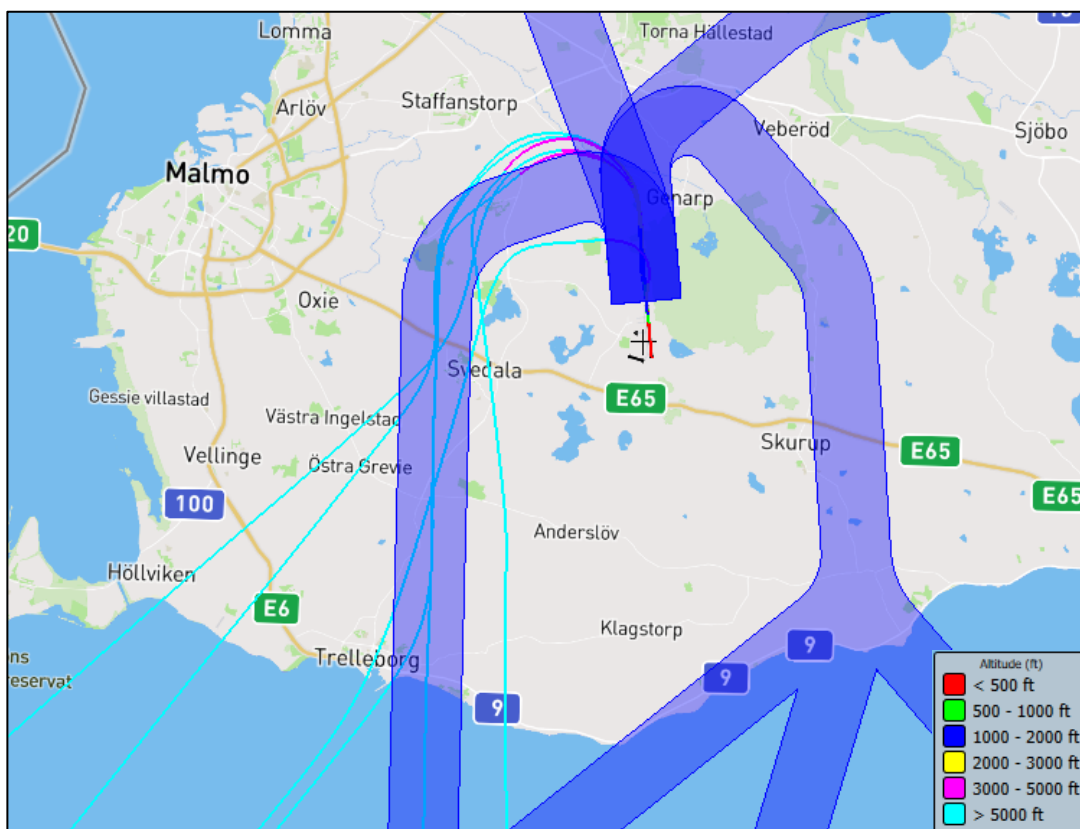 Lomma
Torna Hällestad
Arlöv
Staffanstorp
Veberöd
Sjöbo
Malmo
Genarp
20
Oxie
Svedala
E65
Gessie villastad
Västra Ingelstad
Skurup
E65
Vellinge
Östra Grevie
100
E65
Anderslöv
Höllviken
E6
Klagstorp
9
Trelleborg
9
ns
reservat
9
Altitude (ft)
< 500 ft
500 - 1000 ft
1000 - 2000 ft
2000 - 3000 ft
3000 - 5000 ft
> 5000 ft